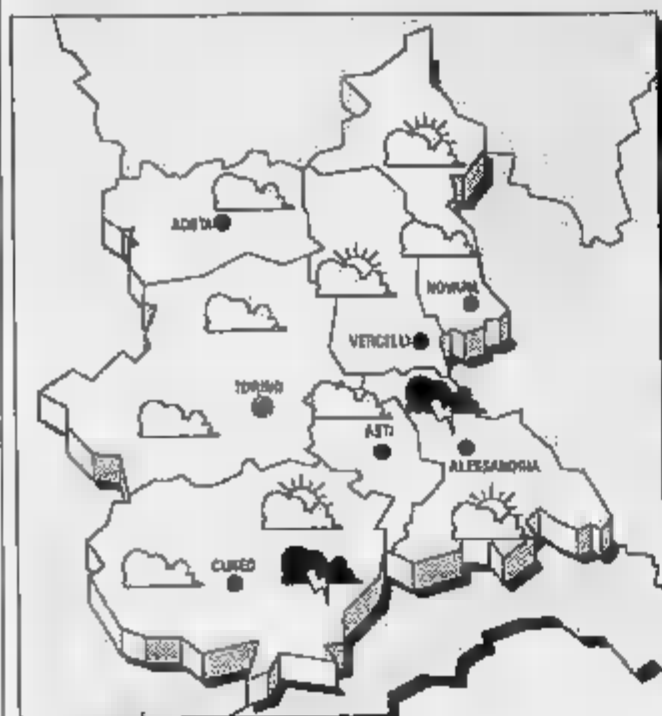 AOSTA
NOVARA
VERCELLI
TORINO
ASTI
ALESSANDRIA
CUNEO